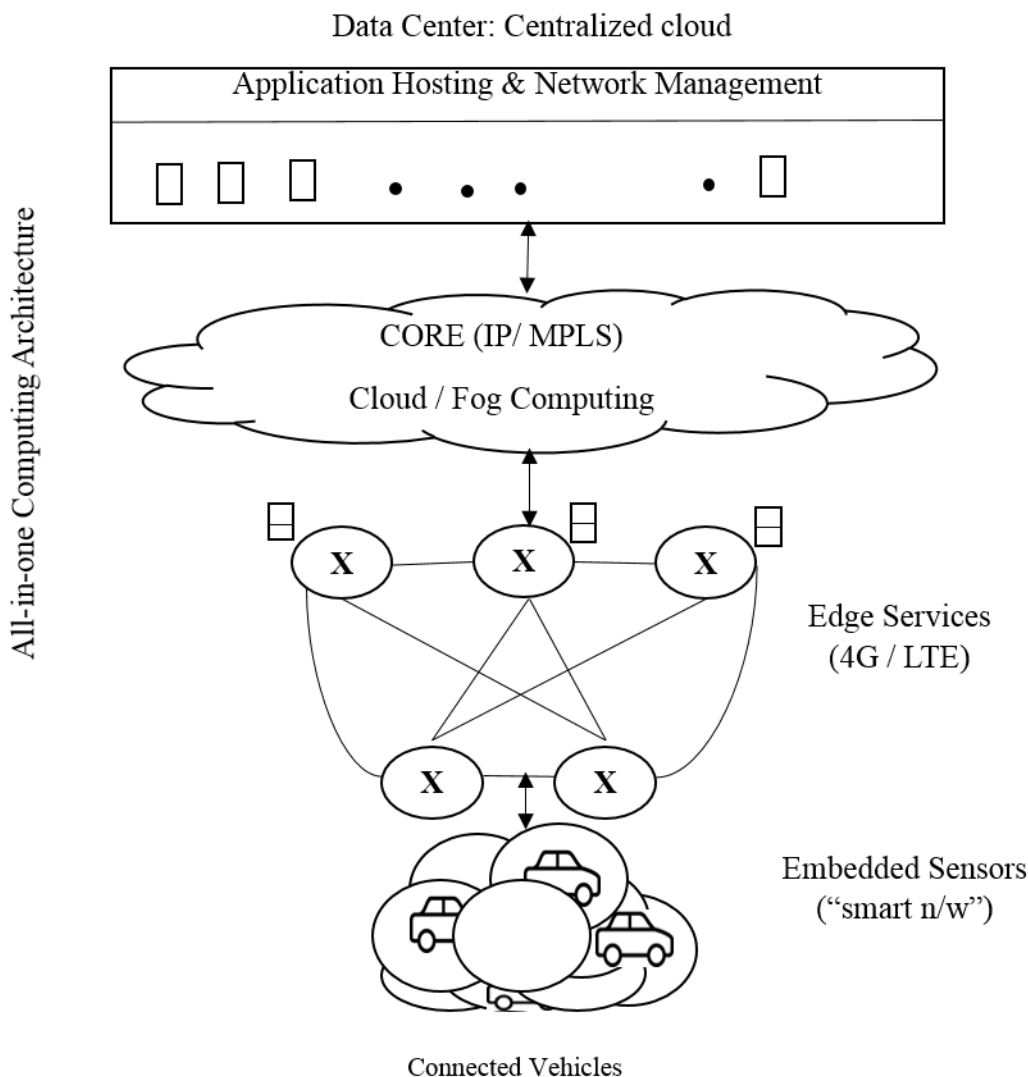 Data Center: Centralized cloud
Application Hosting & Network Management
All-in-one Computing Architecture
CORE (IP/ MPLS)
Cloud / Fog Computing
X
X
X
Edge Services
(4G / LTE)
X
X
Embedded Sensors
(“smart n/w”)
Connected Vehicles